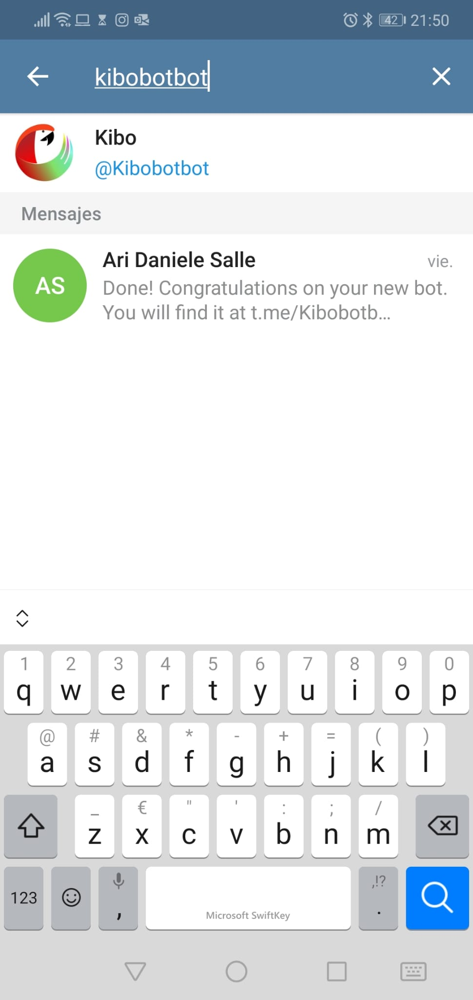 42 21:50
kibobotbot
Kibo
@Kibobotbot
Mensajes
Ari Daniele Salle vie.
AS
Done! Congratulations on your new bot.
You will find it at t.me/Kibobotb...
1 2 3 4 5 6 7 8 9 0
q w e r t y u i o p
@ # & * - + = ( )
a s d f g h j k l
_ € " ' : ; /
z x c v b n m
123 , ,!? .
Microsoft SwiftKey